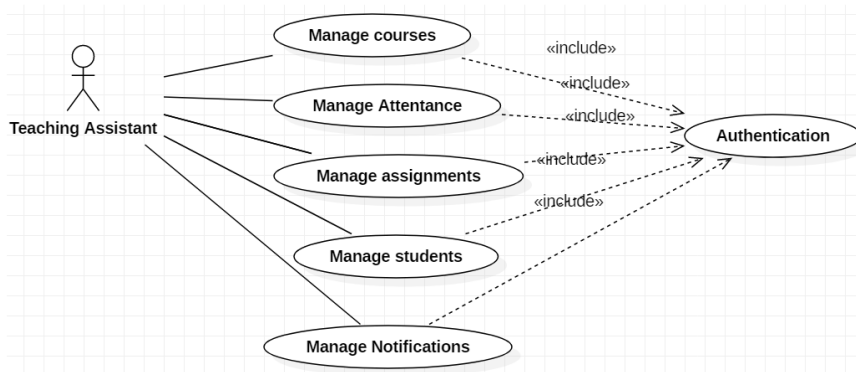 Manage courses
«include»
«include»
Manage Attentance
«include»
Teaching Assistant
Authentication
«include»
Manage assignments
«include»
Manage students
Manage Notifications